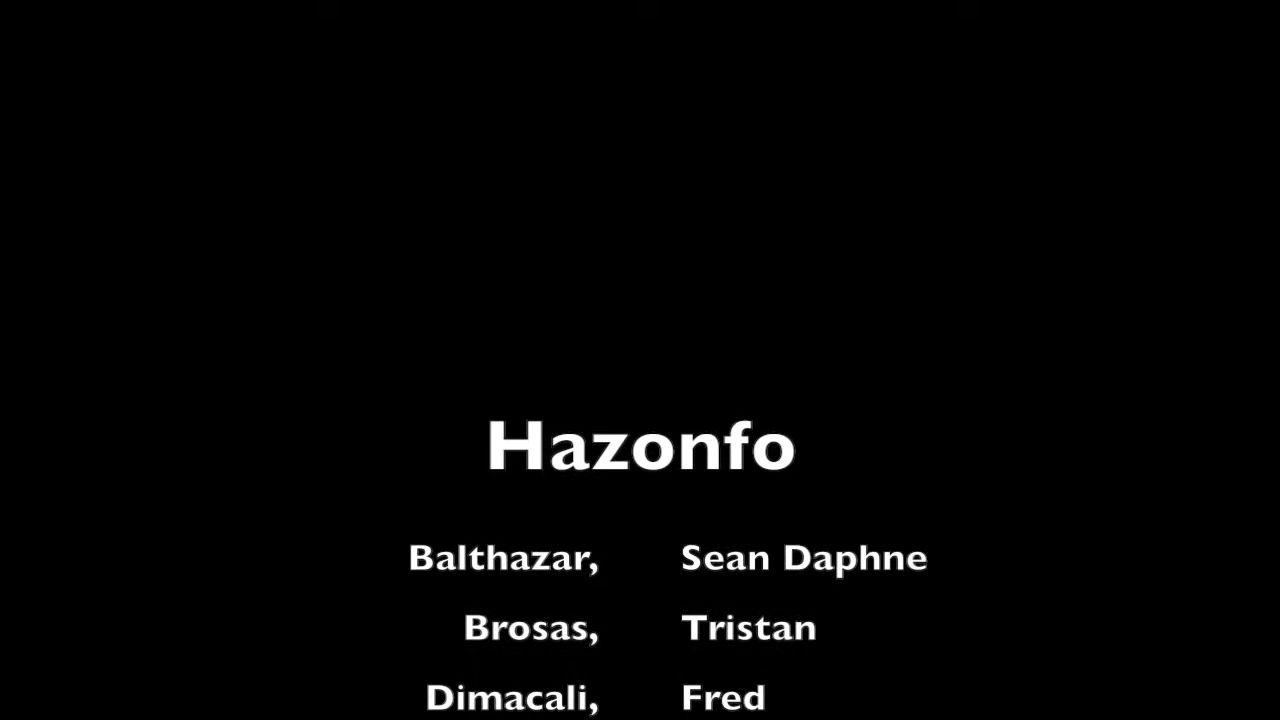 Hazonfo
Balthazar, Sean Daphne
Brosas, Tristan
Dimacali, Fred